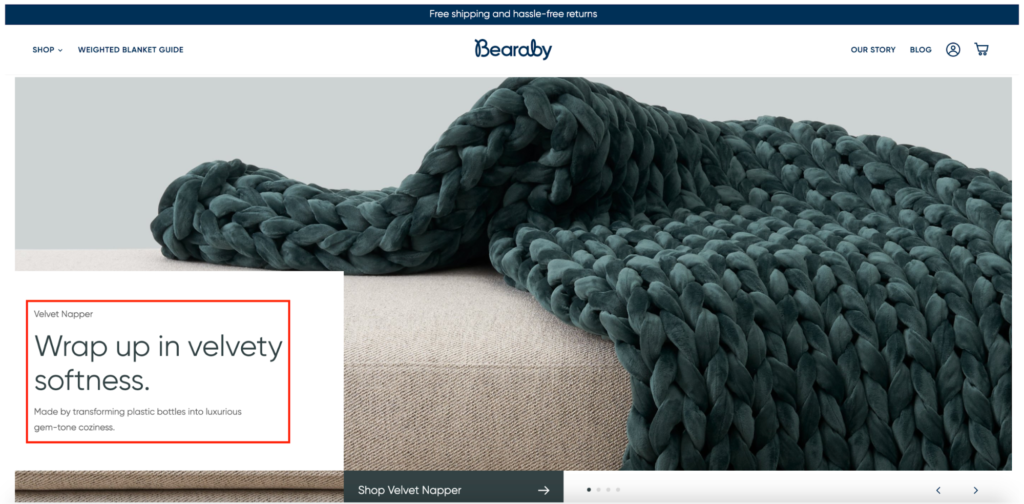 Free shipping and hassle-free returns
SHOP
WEIGHTED BLANKET GUIDE
Bearaby
OUR STORY
BLOG
Velvet Napper
Wrap up in velvety
softness.
Made by transforming plastic bottles into luxurious
gem-tone coziness.
Shop Velvet Napper